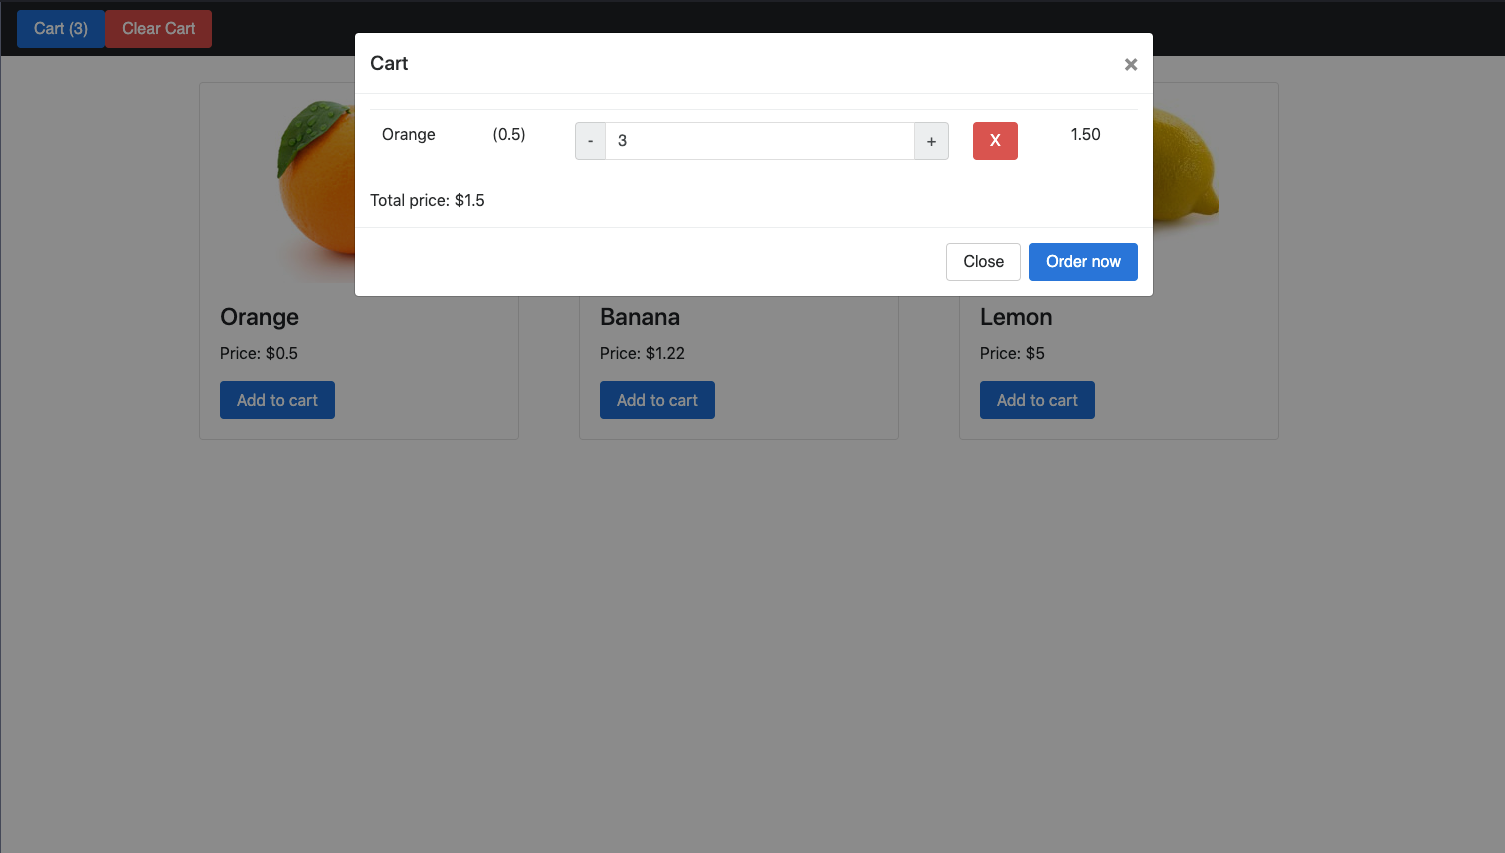 Cart (3) Clear Cart
Cart ×
Orange (0.5) - 3 + X 1.50
Total price: $1.5
Close Order now
Orange Banana Lemon
Price: $0.5 Price: $1.22 Price: $5
Add to cart Add to cart Add to cart